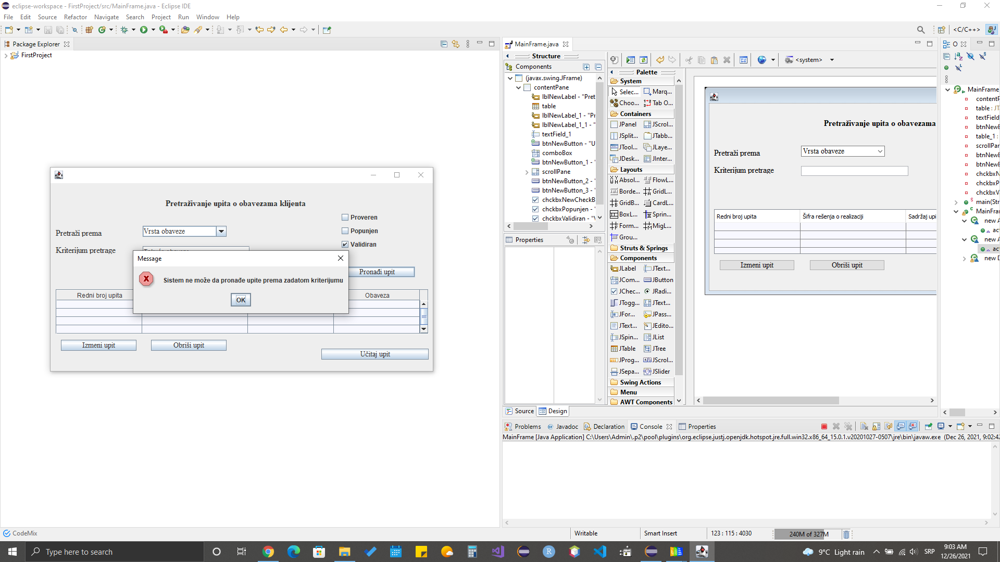 eclipse-workspace - FirstProject/src/MainFrame.java - Eclipse IDE
File Edit Source Refactor Navigate Search Project Run Window Help
<C/C++>
Package Explorer
FirstProject
Pretraživanje upita o obavezama klijenta
Proveren
Popunjen
Validiran
Pretraži prema
Vrsta obaveze
Kriterijum pretrage
Pronađi upit
Message
Sistem ne može da pronađe upite prema zadatom kriterijumu
OK
Redni broj upita
Obaveza
Izmeni upit
Obriši upit
Učitaj upit
MainFrame.java
Structure
Components
(javax.swing.JFrame)
contentPane
lblNewLabel - "Pret
table
lblNewLabel_1 - "Pr
lblNewLabel_1_1 - "
textField_1
btnNewButton - "U
comboBox
btnNewButton_1 - "
scrollPane
btnNewButton_2 - "
btnNewButton_3 - "
chckbxNewCheckB
chckbxPopunjen - "
chckbxValidiran - "V
Properties
<system>
Palette
System
Selec... Marq...
Choo... Tab O...
Containers
JPanel JScrol...
JSplit... JTabb...
JTool... JLaye...
JDesk... JInter...
Layouts
Absol... FlowL...
Borde... GridL...
GridB... CardL...
BoxL... Sprin...
Form... MigL...
Grou...
Struts & Springs
Components
JLabel JText...
JCom... JButton
JChec... JRadi...
JTogg... JText...
JFor... JPass...
JText... JEdito...
JSpin... JList
JTable JTree
JProg... JScrol...
JSepa... JSlider
Swing Actions
Menu
AWT Components
Pretraživanje upita o obavezama
Pretraži prema
Vrsta obaveze
Kriterijum pretrage
Redni broj upita
Šifra rešenja o realizaciji
Sadržaj upi
Izmeni upit
Obriši upit
Source Design
O
MainFrame
contentP
table : JT
textField
btnNewB
table_1 :
scrollPar
btnNewB
btnNewB
chckbxN
chckbxP
chckbxVa
main(Str
MainFra
new A
ac
new A
ac
new D
Problems Javadoc Declaration Console Properties
MainFrame [Java Application] C:\Users\Admin\.p2\pool\plugins\org.eclipse.justj.openjdk.hotspot.jre.full.win32.x86_64_15.0.1.v20201027-0507\jre\bin\javaw.exe (Dec 26, 2021, 9:02:42
CodeMix
Writable
Smart Insert
123 : 115 : 4030
240M of 327M
Type here to search
9°C Light rain
SRP
9:03 AM
12/26/2021